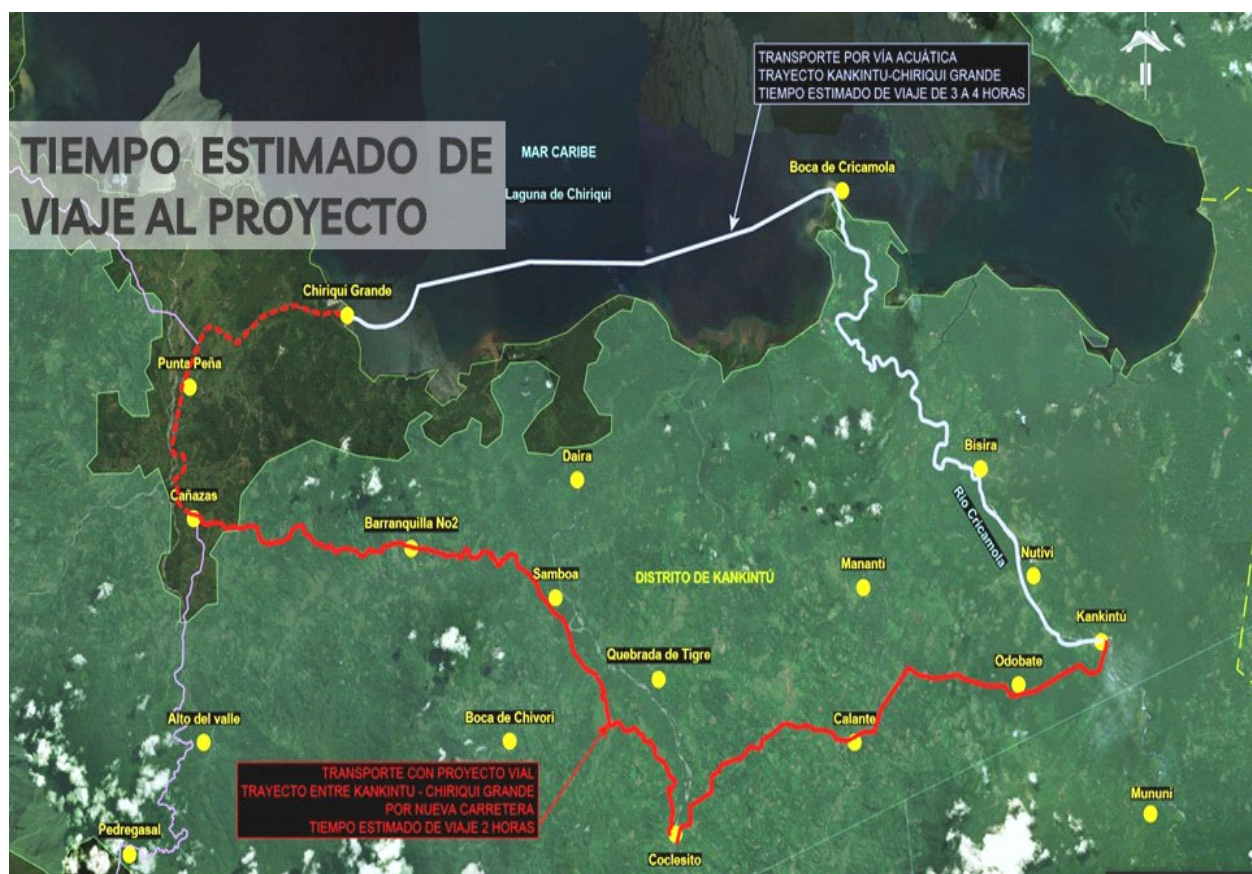 TRANSPORTE POR VÍA ACUÁTICA
TRAYECTO KANKINTU-CHIRIQUI GRANDE
TIEMPO ESTIMADO DE VIAJE DE 3 A 4 HORAS
TIEMPO ESTIMADO DE
VIAJE AL PROYECTO
MAR CARIBE
Laguna de Chiriquí
Boca de Cricamola
Chiriqui Grande
Punta Peña
Bisira
Daira
Cañazas
Rio Cricamola
Barranquilla No2
Nutivi
Samboa
DISTRITO DE KANKINTÚ
Mananti
Kankintú
Quebrada de Tigre
Odobate
Alto del valle
Boca de Chivori
Calante
TRANSPORTE CON PROYECTO VIAL
TRAYECTO ENTRE KANKINTU - CHIRIQUI GRANDE
POR NUEVA CARRETERA
TIEMPO ESTIMADO DE VIAJE 2 HORAS
Mununí
Pedregasal
Coclesito